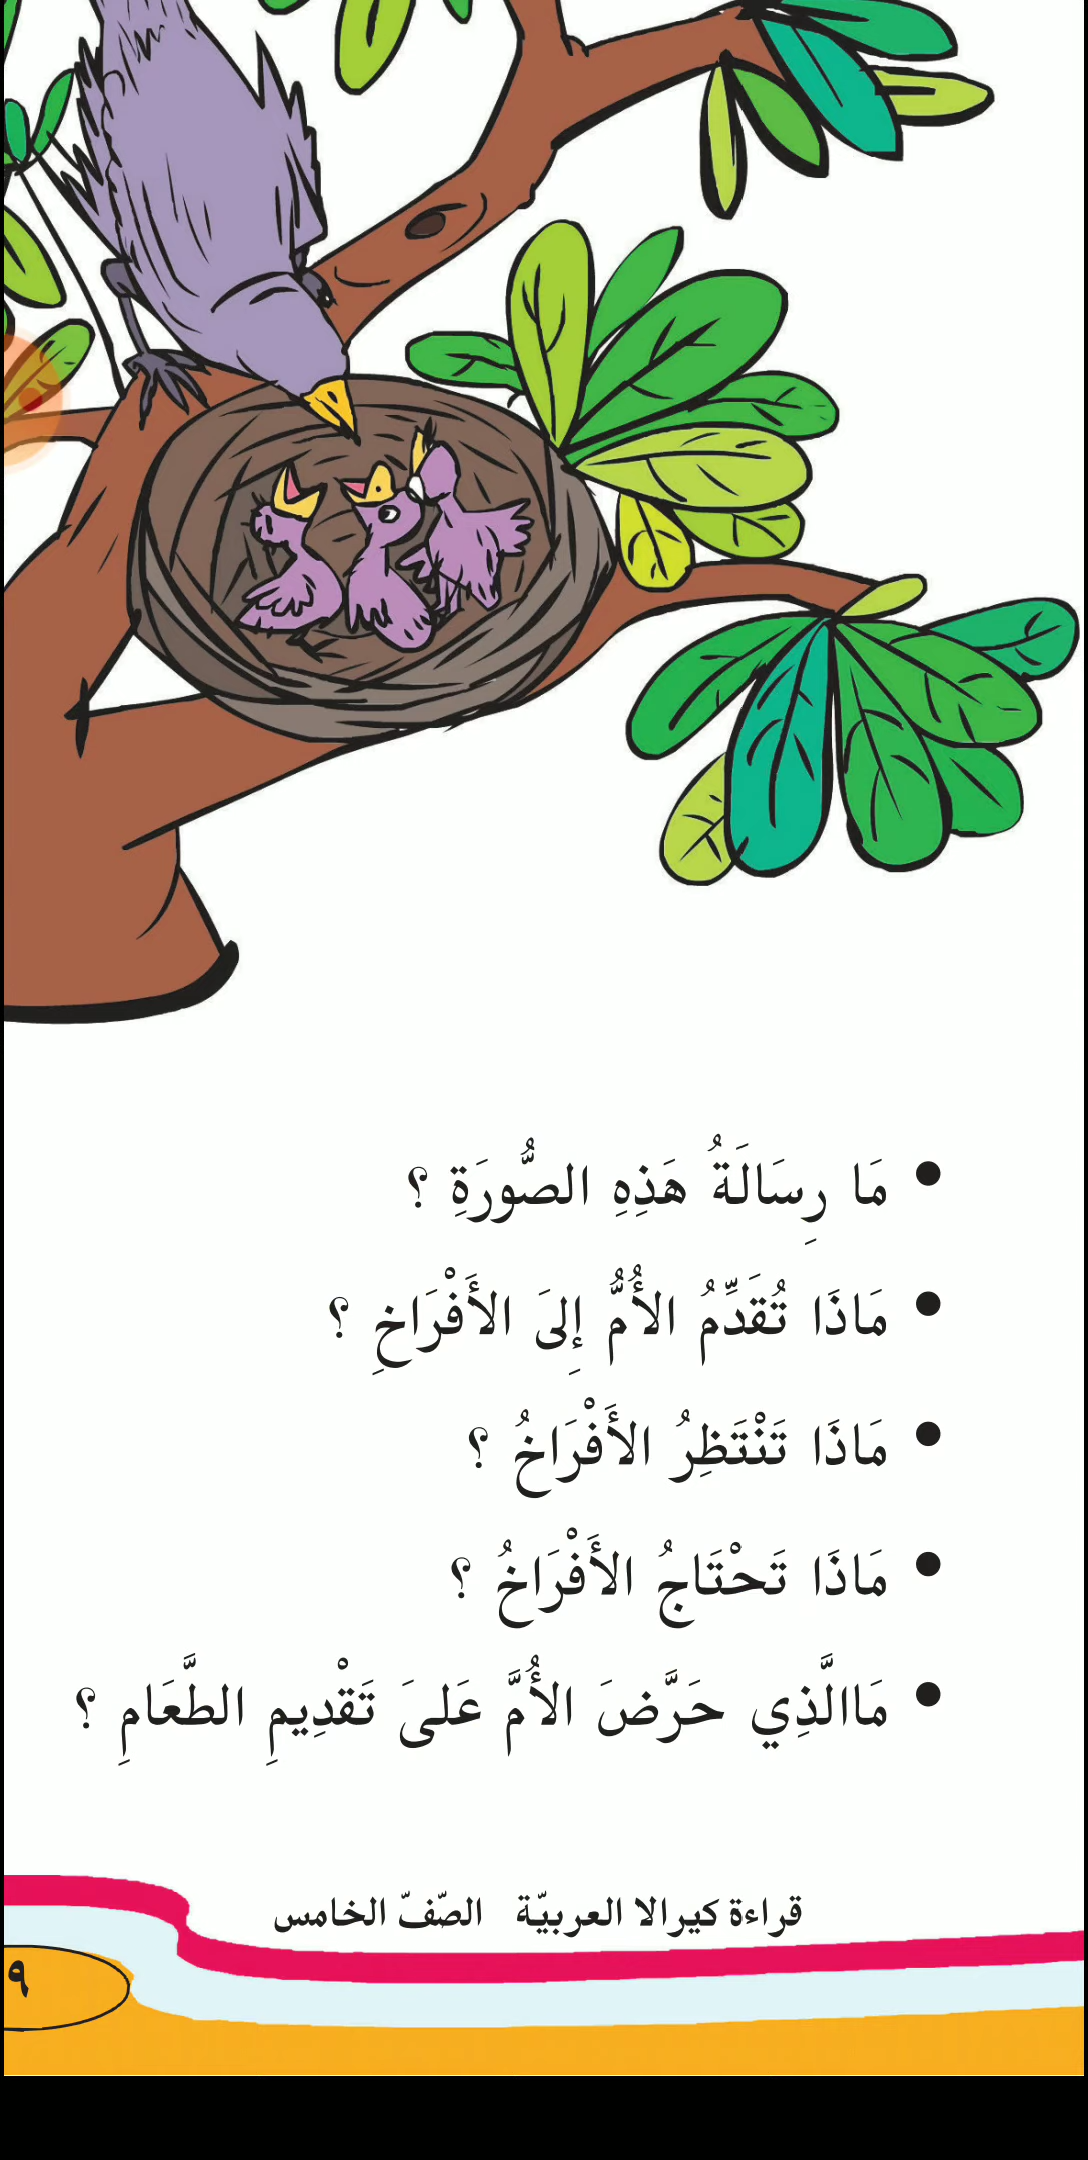 • مَا رِسَالَةُ هَذِهِ الصُّورَةِ ؟
• مَاذَا تُقَدِّمُ الأُمُّ إِلىَ الأَفْرَاخِ ؟
• مَاذَا تَنْتَظِرُ الأَفْرَاخُ ؟
• مَاذَا تَحْتَاجُ الأَفْرَاخُ ؟
• مَاالَّذِي حَرَّضَ الأُمَّ عَلىَ تَقْدِيمِ الطَّعَامِ ؟
قراءة كيرالا العربيّة الصّفّ الخامس
٩